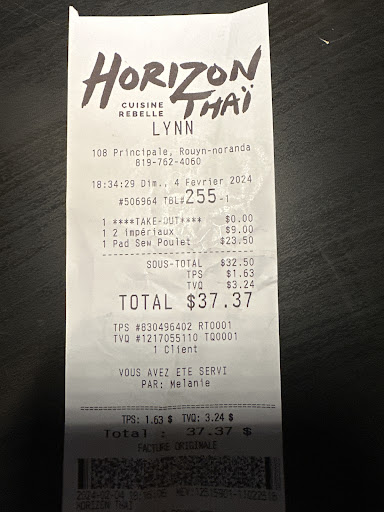 HORIZON
CUISINE
REBELLE
THAÏ
LYNN
108 Principale, Rouyn-noranda
819-762-4060
18:34:29 Dim., 4 Fevrier 2024
#506964 TBL#255-1
1 ****TAKE-OUT**** $0.00
1 2 impériaux $9.00
1 Pad Sew Poulet $23.50
SOUS-TOTAL $32.50
TPS $1.63
TVQ $3.24
TOTAL $37.37
TPS #830496402 RT0001
TVQ #1217055110 TQ0001
1 Client
VOUS AVEZ ETE SERVI
PAR: Melanie
TPS: 1.63 $ TVQ: 3.24 $
Total : 37.37 $
FACTURE ORIGINALE
HORIZON THAI